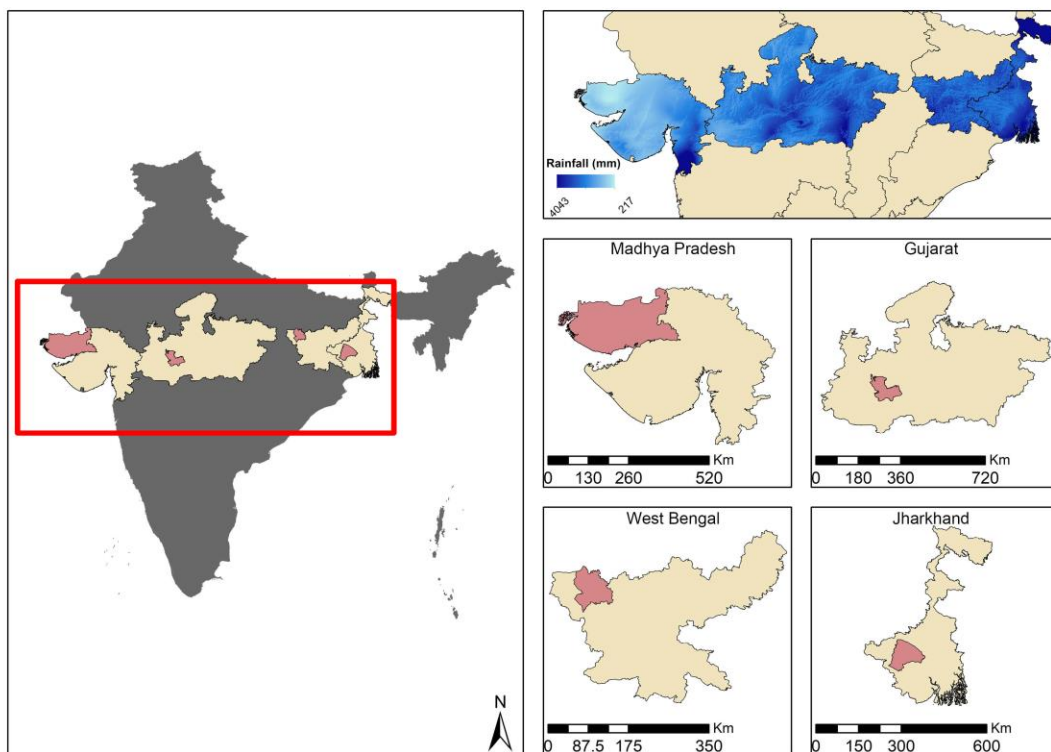 Rainfall (mm)
4043 217
Madhya Pradesh
Km
0 130 260 520
Gujarat
Km
0 180 360 720
West Bengal
Km
0 87.5 175 350
Jharkhand
Km
0 150 300 600
N